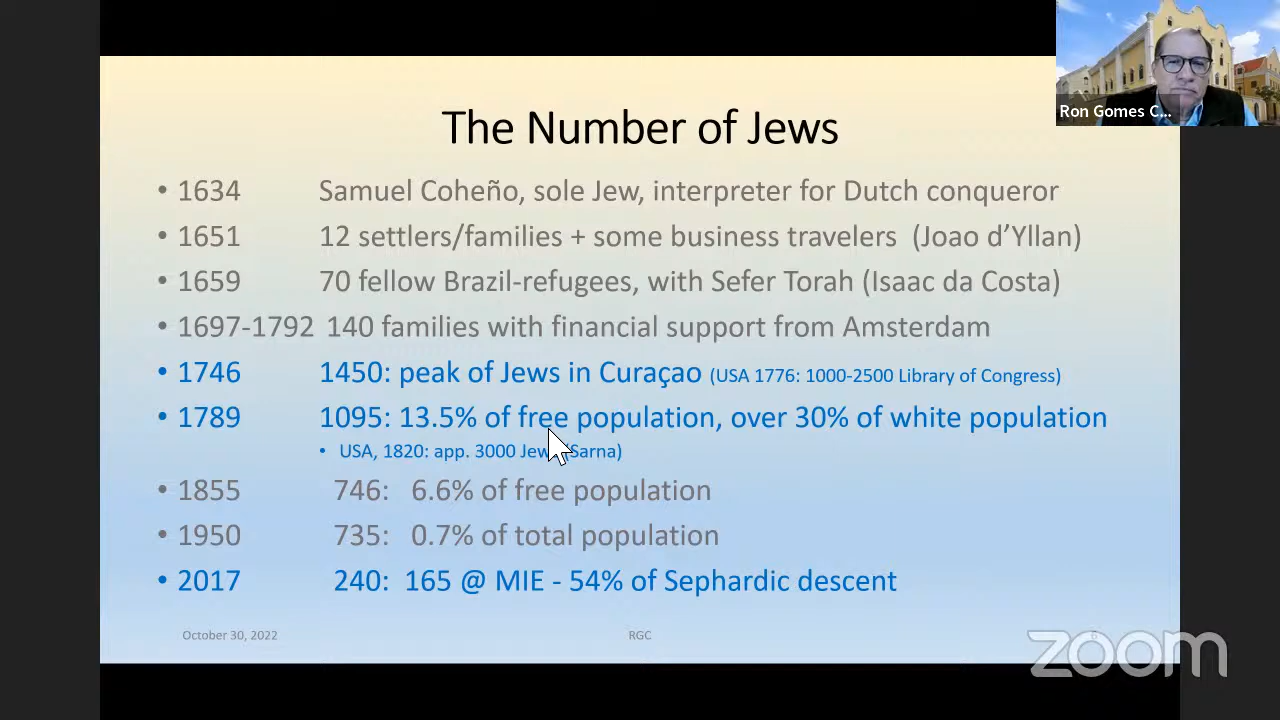 Ron Gomes C...
The Number of Jews
• 1634 Samuel Coheño, sole Jew, interpreter for Dutch conqueror
• 1651 12 settlers/families + some business travelers (Joao d’Yllan)
• 1659 70 fellow Brazil-refugees, with Sefer Torah (Isaac da Costa)
• 1697-1792 140 families with financial support from Amsterdam
• 1746 1450: peak of Jews in Curaçao (USA 1776: 1000-2500 Library of Congress)
• 1789 1095: 13.5% of free population, over 30% of white population
• USA, 1820: app. 3000 Jews (Sarna)
• 1855 746: 6.6% of free population
• 1950 735: 0.7% of total population
• 2017 240: 165 @ MIE - 54% of Sephardic descent
October 30, 2022 RGC 6
zoom